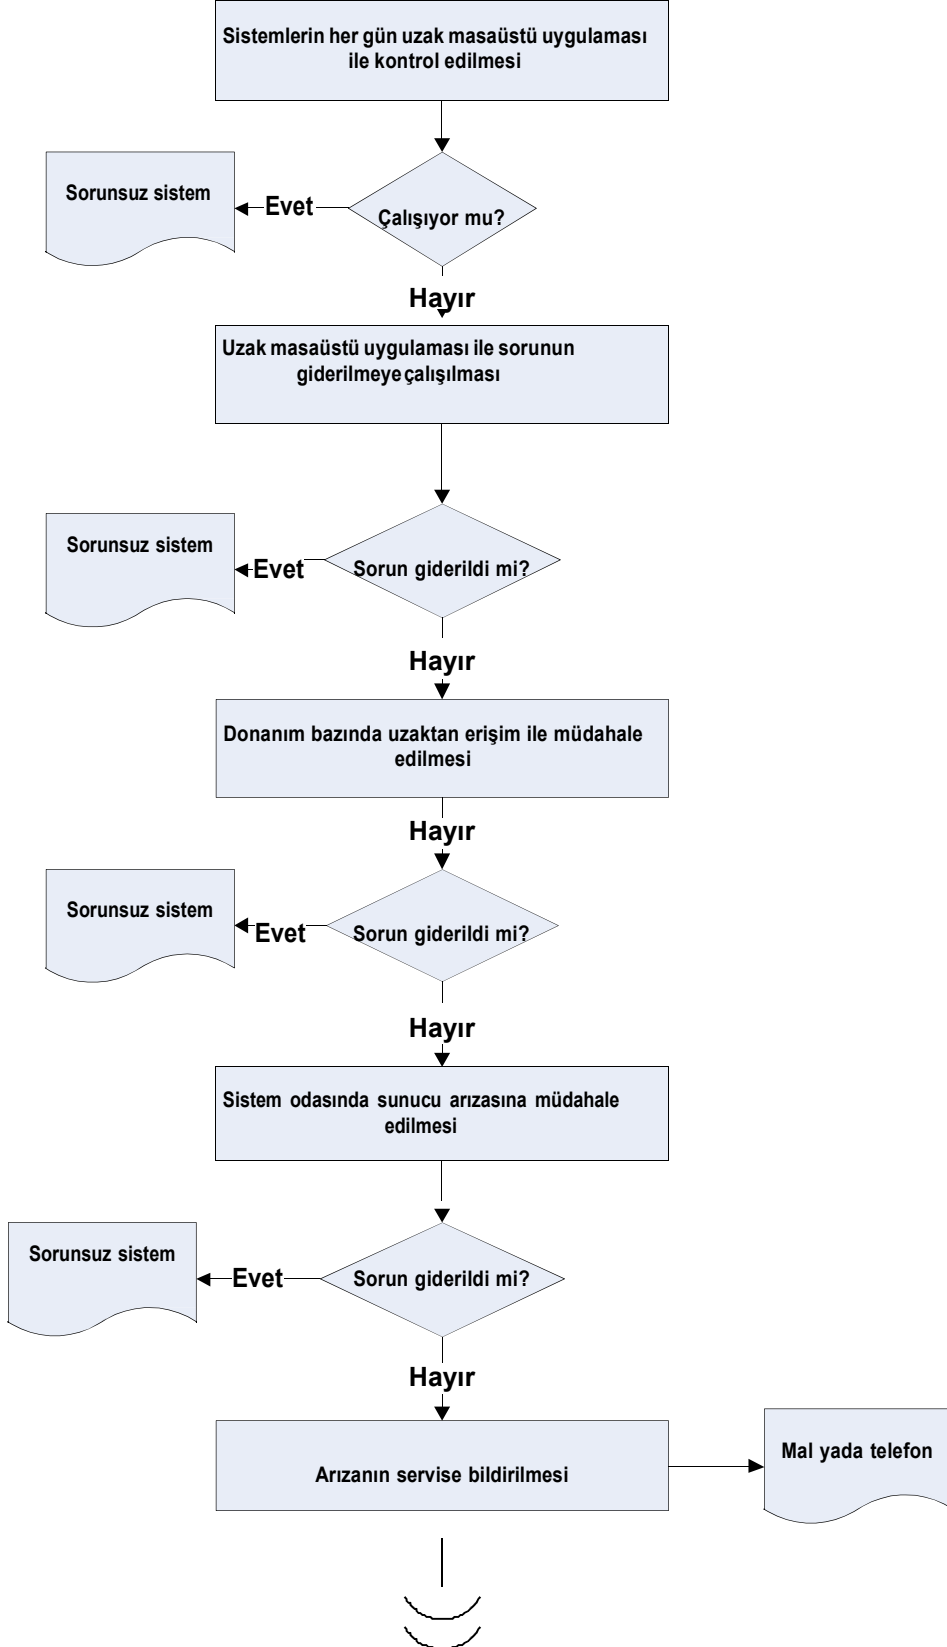 Sistemlerin her gün uzak masaüstü uygulaması
ile kontrol edilmesi
Sorunsuz sistem
Evet
Çalışıyor mu?
Hayır
Uzak masaüstü uygulaması ile sorunun
giderilmeye çalışılması
Sorunsuz sistem
Evet
Sorun giderildi mi?
Hayır
Donanım bazında uzaktan erişim ile müdahale
edilmesi
Hayır
Sorunsuz sistem
Evet
Sorun giderildi mi?
Hayır
Sistem odasında sunucu arızasına müdahale
edilmesi
Sorunsuz sistem
Evet
Sorun giderildi mi?
Hayır
Arızanın servise bildirilmesi
Mal yada telefon